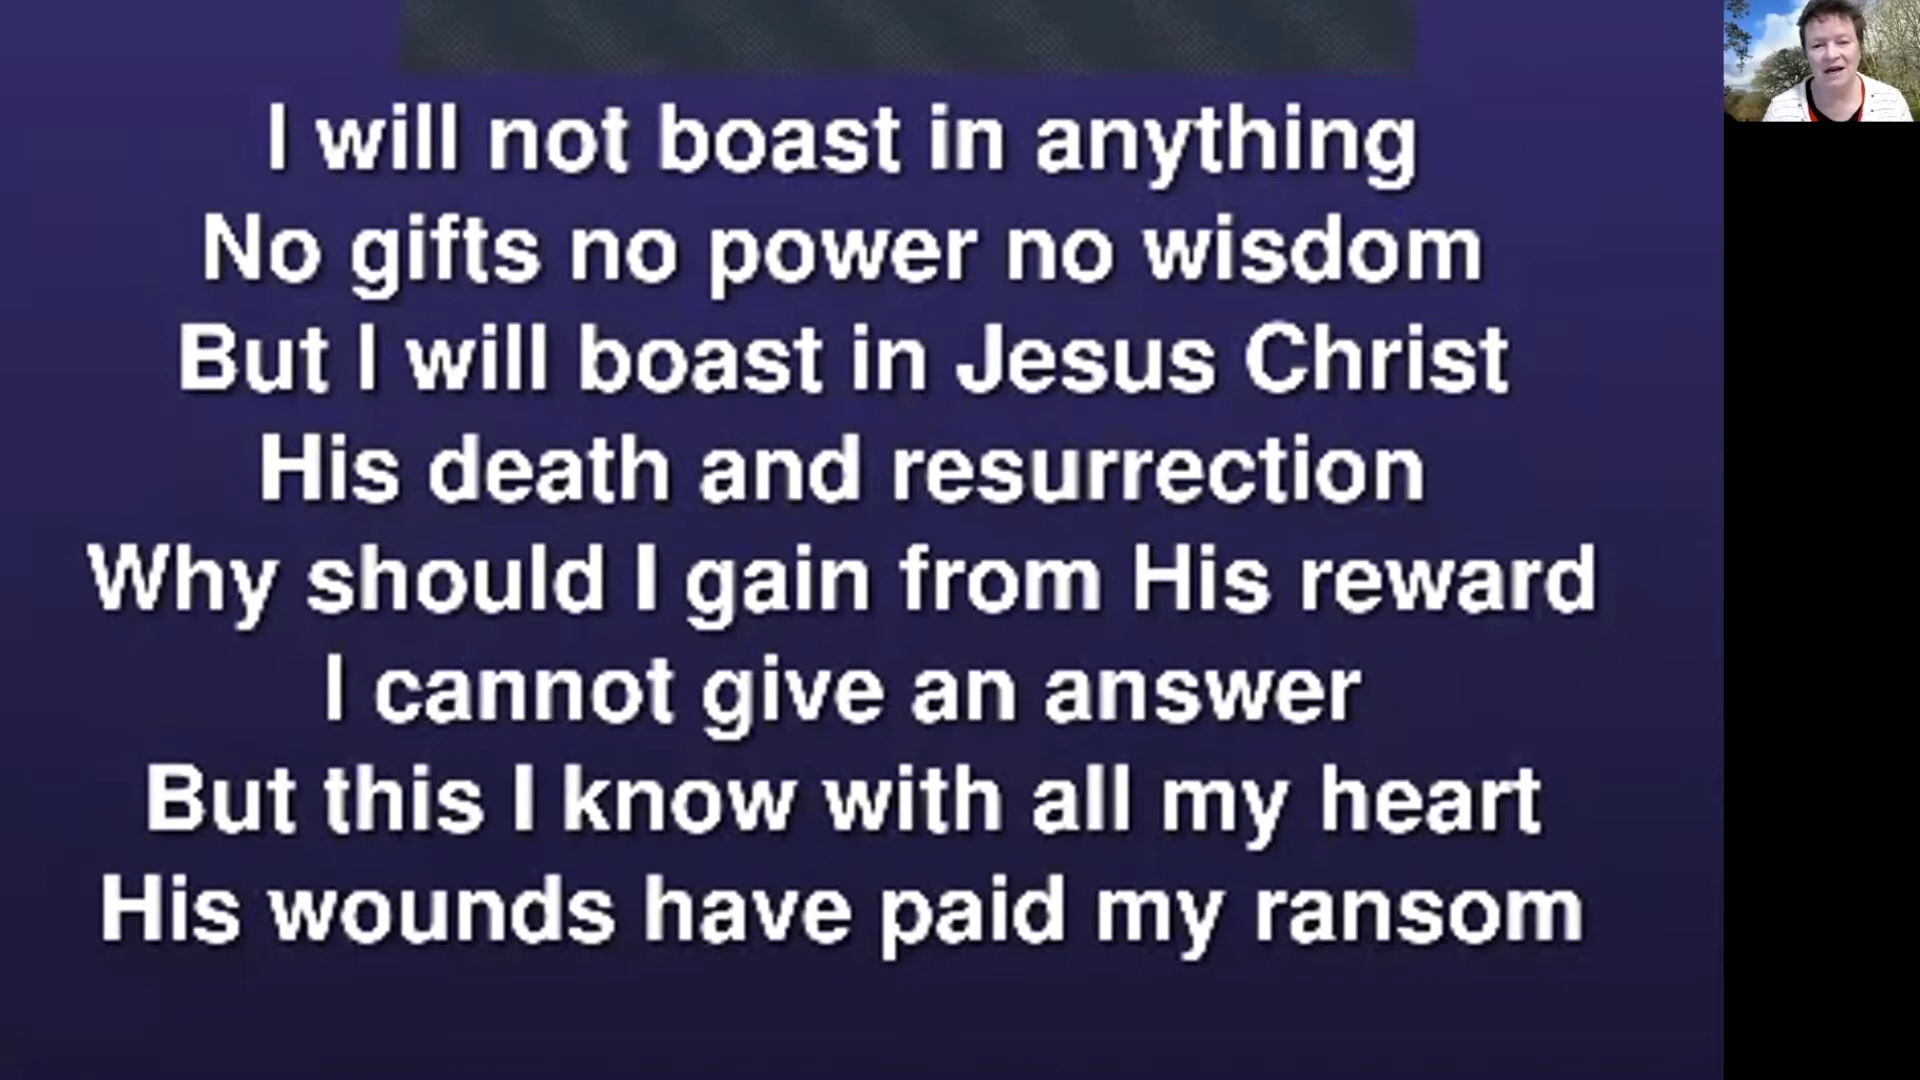 I will not boast in anything
No gifts no power no wisdom
But I will boast in Jesus Christ
His death and resurrection
Why should I gain from His reward
I cannot give an answer
But this I know with all my heart
His wounds have paid my ransom